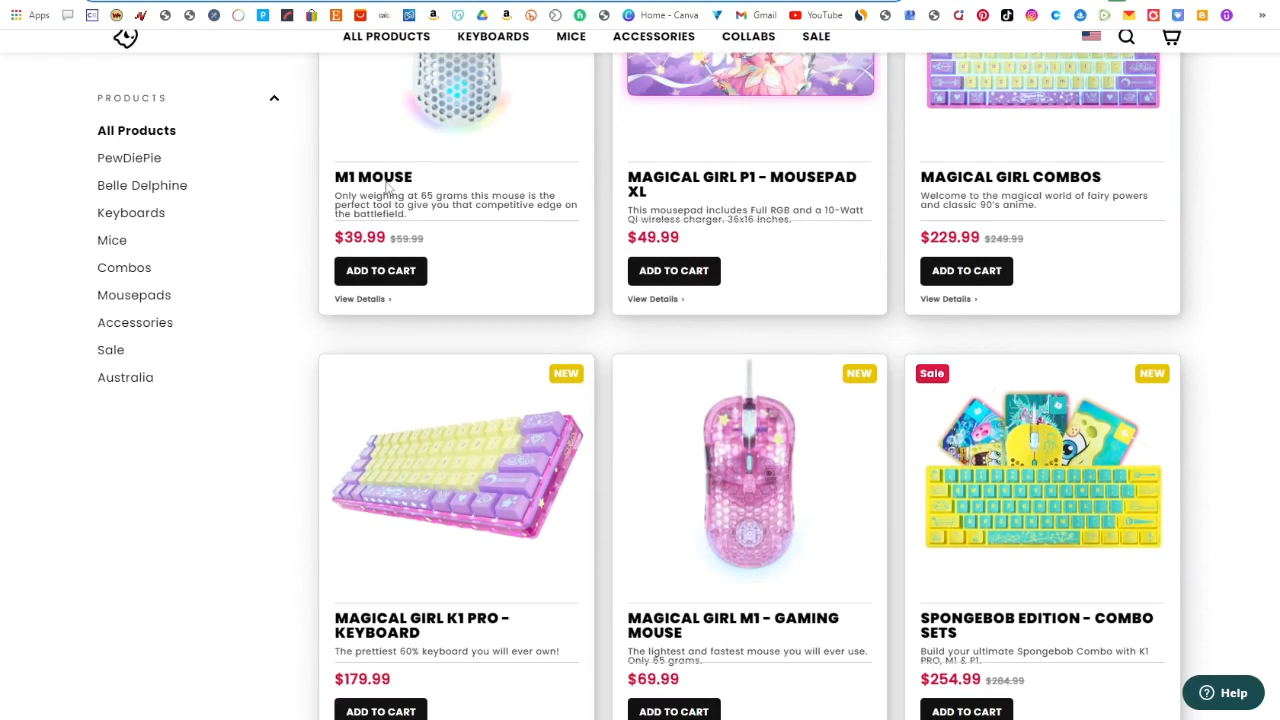 Apps
calc.
Home - Canva
Gmail
YouTube
»
ALL PRODUCTS
KEYBOARDS
MICE
ACCESSORIES
COLLABS
SALE
PRODUCTS
All Products
PewDiePie
Belle Delphine
Keyboards
Mice
Combos
Mousepads
Accessories
Sale
Australia
M1 MOUSE
Only weighing at 65 grams this mouse is the
perfect tool to give you that competitive edge on
the battlefield.
$39.99 $59.99
ADD TO CART
View Details ›
MAGICAL GIRL P1 - MOUSEPAD
XL
This mousepad includes Full RGB and a 10-Watt
QI wireless charger. 36x16 inches.
$49.99
ADD TO CART
View Details ›
MAGICAL GIRL COMBOS
Welcome to the magical world of fairy powers
and classic 90's anime.
$229.99 $249.99
ADD TO CART
View Details ›
NEW
MAGICAL GIRL K1 PRO -
KEYBOARD
The prettiest 60% keyboard you will ever own!
$179.99
ADD TO CART
NEW
MAGICAL GIRL M1 - GAMING
MOUSE
The lightest and fastest mouse you will ever use.
Only 65 grams.
$69.99
ADD TO CART
Sale
NEW
SPONGEBOB EDITION - COMBO
SETS
Build your ultimate Spongebob Combo with K1
PRO, M1 & P1.
$254.99 $284.99
ADD TO CART
Help